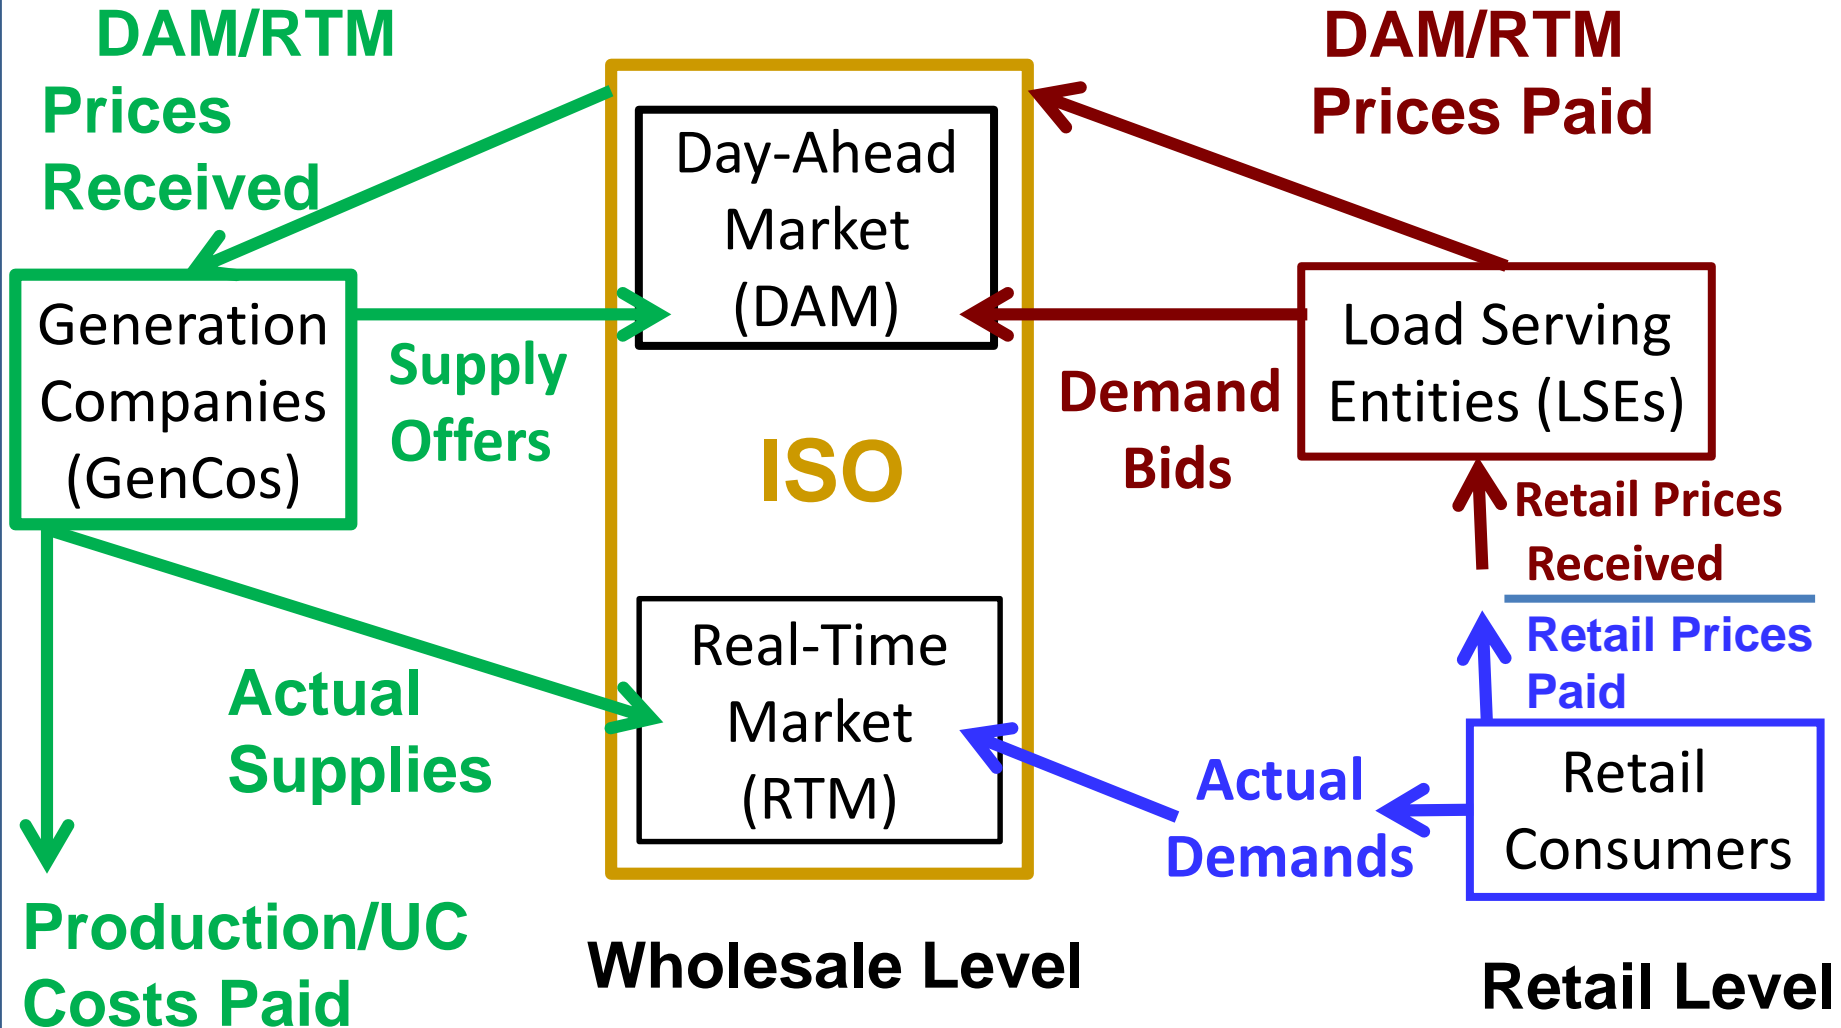 DAM/RTM
Prices
Received
DAM/RTM
Prices Paid
Day-Ahead
Market
(DAM)
Generation
Companies
(GenCos)
Supply
Offers
ISO
Demand
Bids
Load Serving
Entities (LSEs)
Retail Prices
Received
Retail Prices
Paid
Actual
Supplies
Real-Time
Market
(RTM)
Actual
Demands
Retail
Consumers
Production/UC
Costs Paid
Wholesale Level
Retail Level